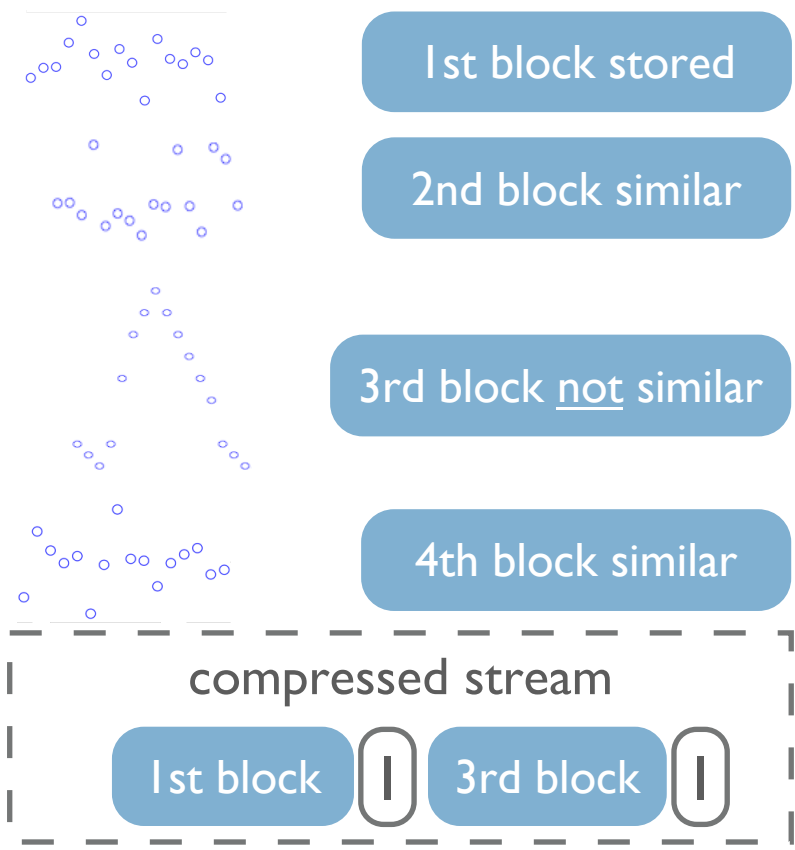 1st block stored
2nd block similar
3rd block not similar
4th block similar
compressed stream
1st block 1 3rd block 1